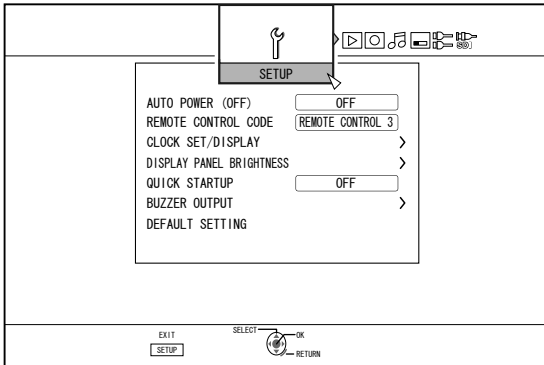 SETUP
AUTO POWER (OFF) OFF
REMOTE CONTROL CODE REMOTE CONTROL 3
CLOCK SET/DISPLAY
DISPLAY PANEL BRIGHTNESS
QUICK STARTUP OFF
BUZZER OUTPUT
DEFAULT SETTING
EXIT
SETUP
SELECT
OK
RETURN